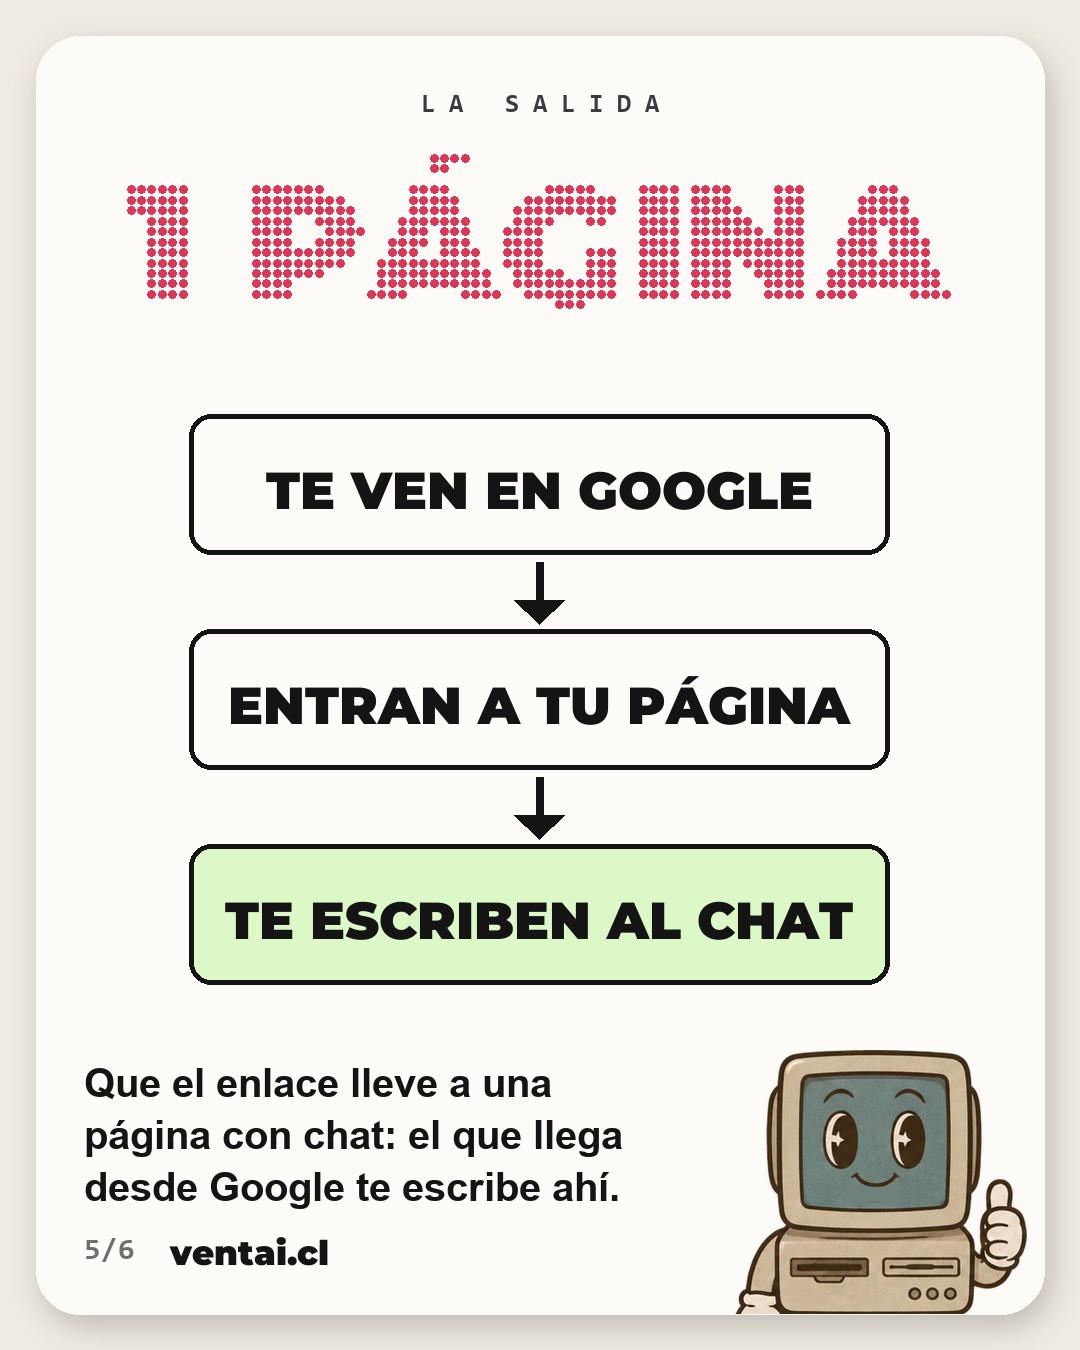 LA SALIDA
1 PÁGINA
TE VEN EN GOOGLE
ENTRAN A TU PÁGINA
TE ESCRIBEN AL CHAT
Que el enlace lleve a una
página con chat: el que llega
desde Google te escribe ahí.
5/6 ventai.cl